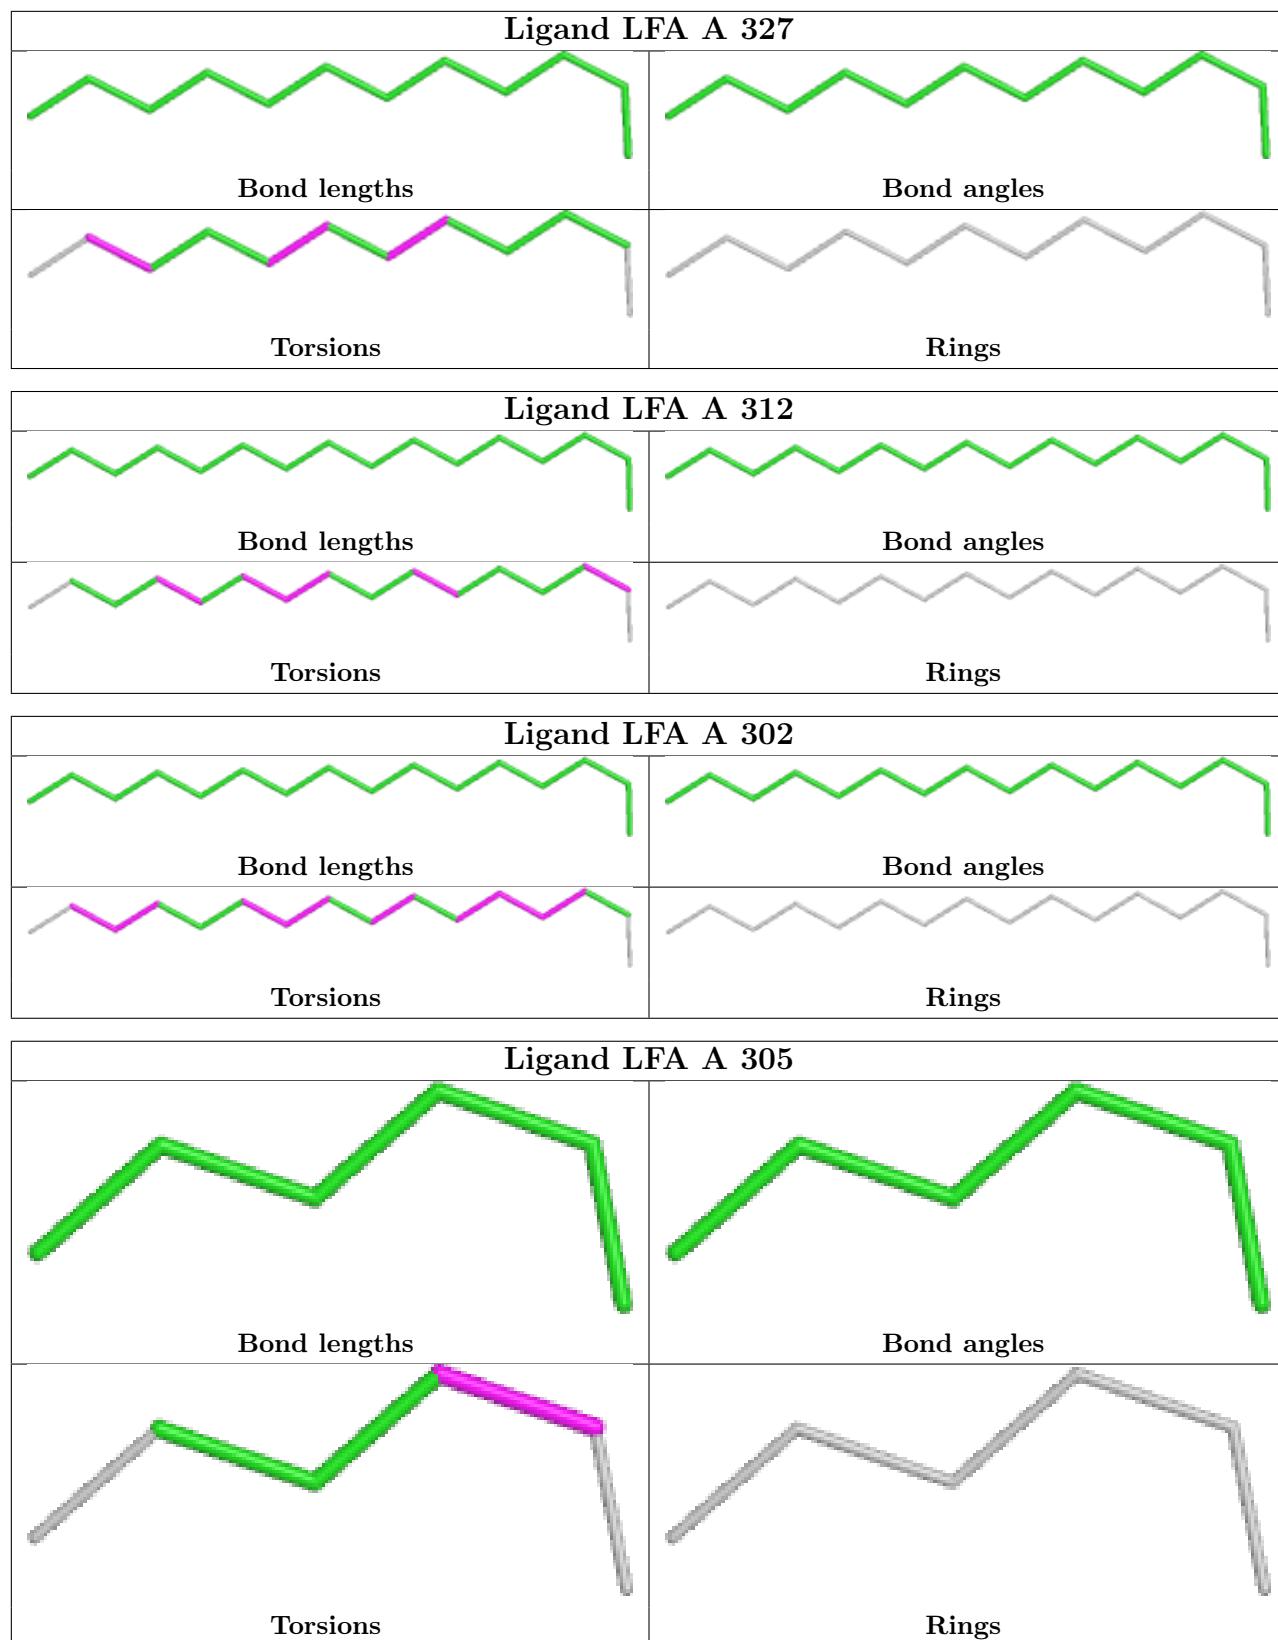 Ligand LFA A 327
Bond lengths
Bond angles
Torsions
Rings
Ligand LFA A 312
Bond lengths
Bond angles
Torsions
Rings
Ligand LFA A 302
Bond lengths
Bond angles
Torsions
Rings
Ligand LFA A 305
Bond lengths
Bond angles
Torsions
Rings